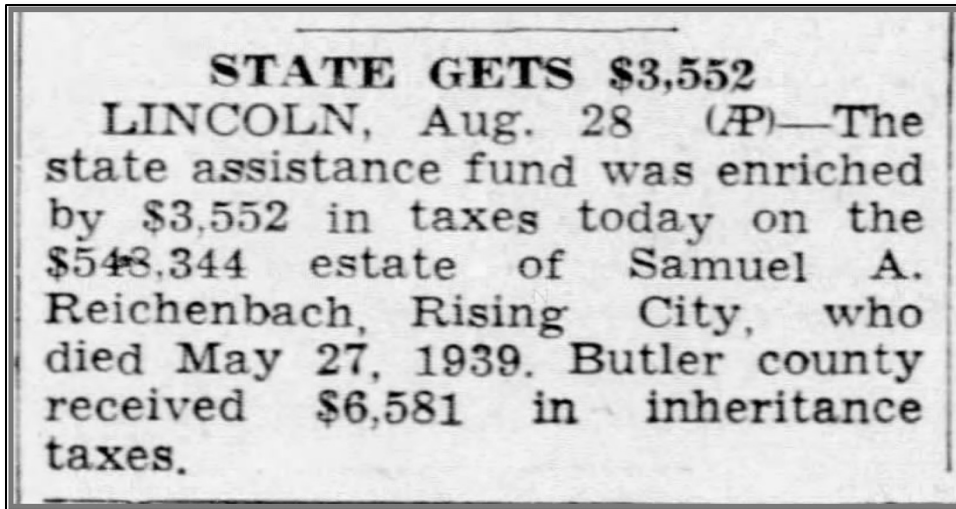 STATE GETS $3,552
LINCOLN, Aug. 28 (AP)—The
state assistance fund was enriched
by $3,552 in taxes today on the
$548,344 estate of Samuel A.
Reichenbach, Rising City, who
died May 27, 1939. Butler county
received $6,581 in inheritance
taxes.